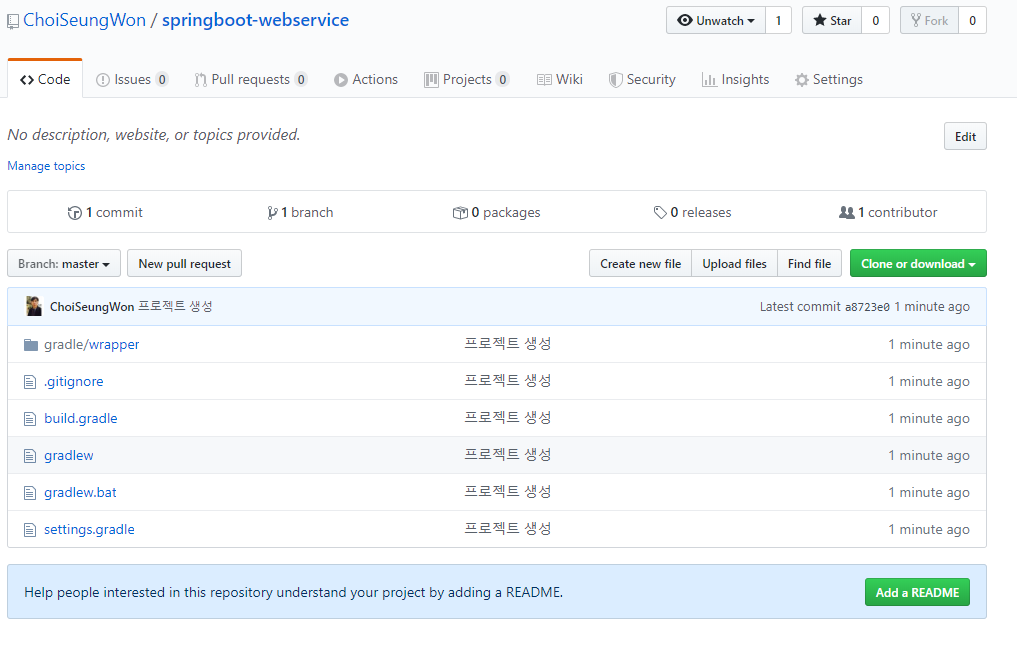 ChoiSeungWon / springboot-webservice
Unwatch 1 Star 0 Fork 0
Code Issues 0 Pull requests 0 Actions Projects 0 Wiki Security Insights Settings
No description, website, or topics provided.
Edit
Manage topics
1 commit 1 branch 0 packages 0 releases 1 contributor
Branch: master New pull request Create new file Upload files Find file Clone or download
ChoiSeungWon 프로젝트 생성 Latest commit a8723e0 1 minute ago
gradle/wrapper 프로젝트 생성 1 minute ago
.gitignore 프로젝트 생성 1 minute ago
build.gradle 프로젝트 생성 1 minute ago
gradlew 프로젝트 생성 1 minute ago
gradlew.bat 프로젝트 생성 1 minute ago
settings.gradle 프로젝트 생성 1 minute ago
Help people interested in this repository understand your project by adding a README. Add a README